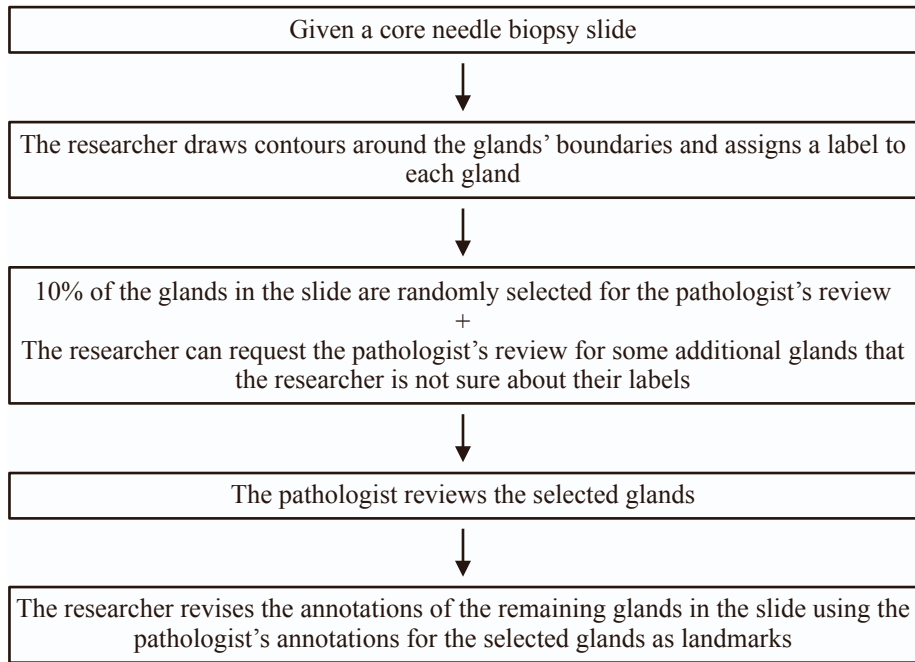 Given a core needle biopsy slide
The researcher draws contours around the glands’ boundaries and assigns a label to
each gland
10% of the glands in the slide are randomly selected for the pathologist’s review
+
The researcher can request the pathologist’s review for some additional glands that
the researcher is not sure about their labels
The pathologist reviews the selected glands
The researcher revises the annotations of the remaining glands in the slide using the
pathologist’s annotations for the selected glands as landmarks